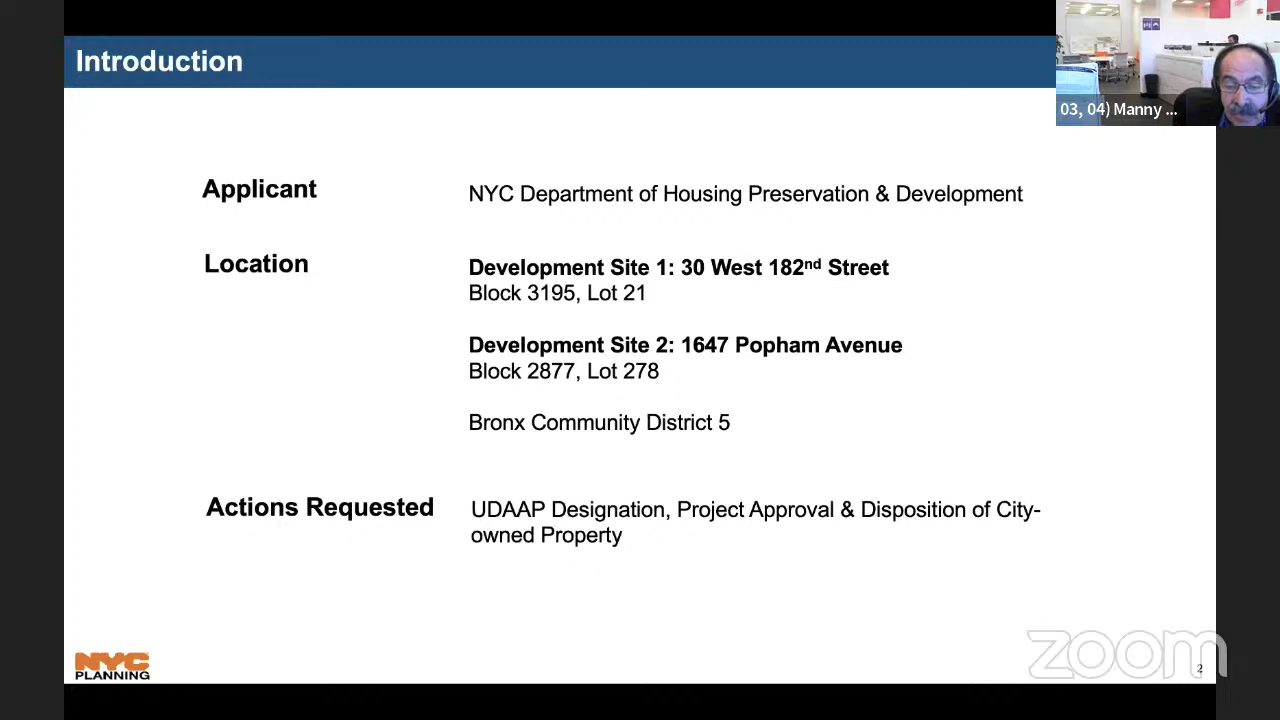 Introduction
03, 04) Manny ...
Applicant
NYC Department of Housing Preservation & Development
Location
Development Site 1: 30 West 182nd Street
Block 3195, Lot 21
Development Site 2: 1647 Popham Avenue
Block 2877, Lot 278
Bronx Community District 5
Actions Requested
UDAAP Designation, Project Approval & Disposition of City-
owned Property
NYC
PLANNING
zoom
2